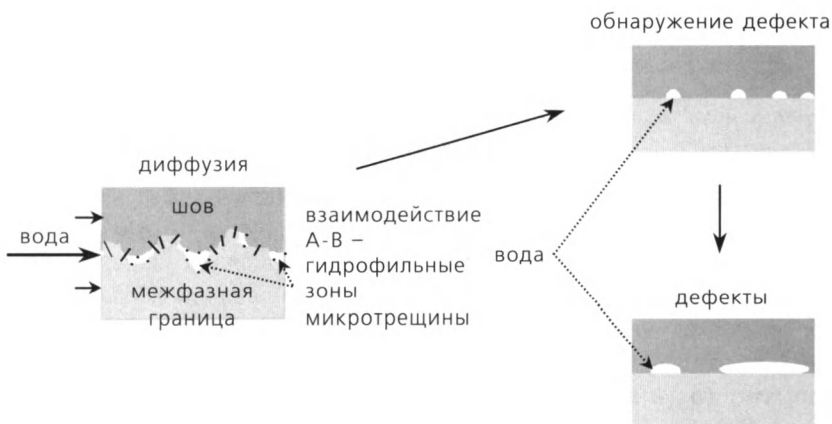 обнаружение дефекта
диффузия
шов
вода
межфазная
граница
взаимодействие
А-В –
гидрофильные
зоны
микротрещины
вода
дефекты